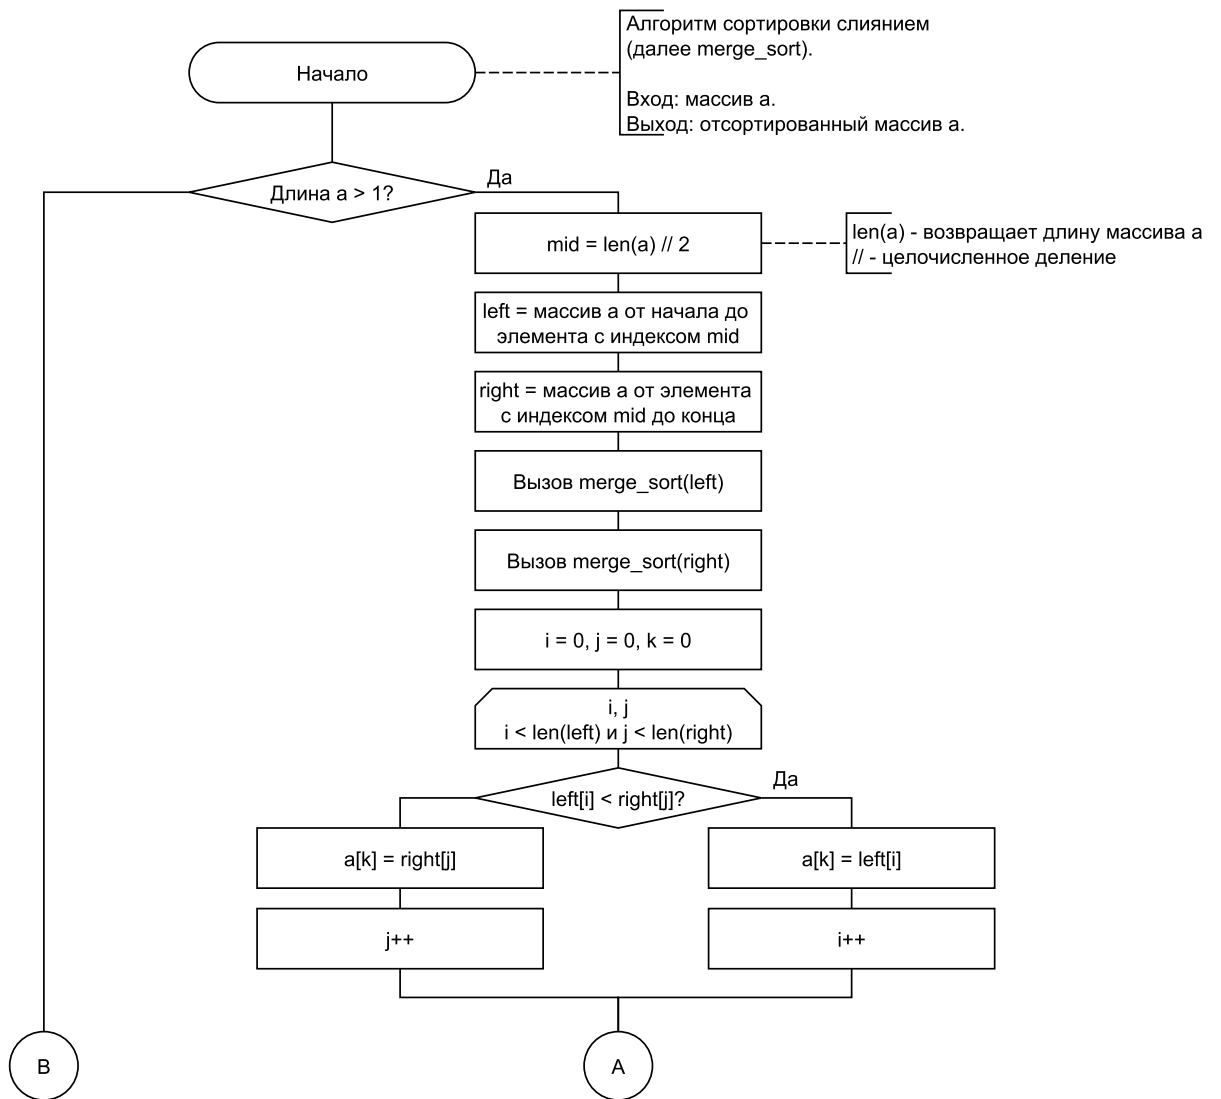 Алгоритм сортировки слиянием
(далее merge_sort).
Вход: массив a.
Выход: отсортированный массив a.
Начало
Длина a > 1?
Да
mid = len(a) // 2
len(a) - возвращает длину массива a
// - целочисленное деление
left = массив a от начала до
элемента с индексом mid
right = массив a от элемента
с индексом mid до конца
Вызов merge_sort(left)
Вызов merge_sort(right)
i = 0, j = 0, k = 0
i, j
i < len(left) и j < len(right)
left[i] < right[j]?
Да
a[k] = right[j]
a[k] = left[i]
j++
i++
B
A